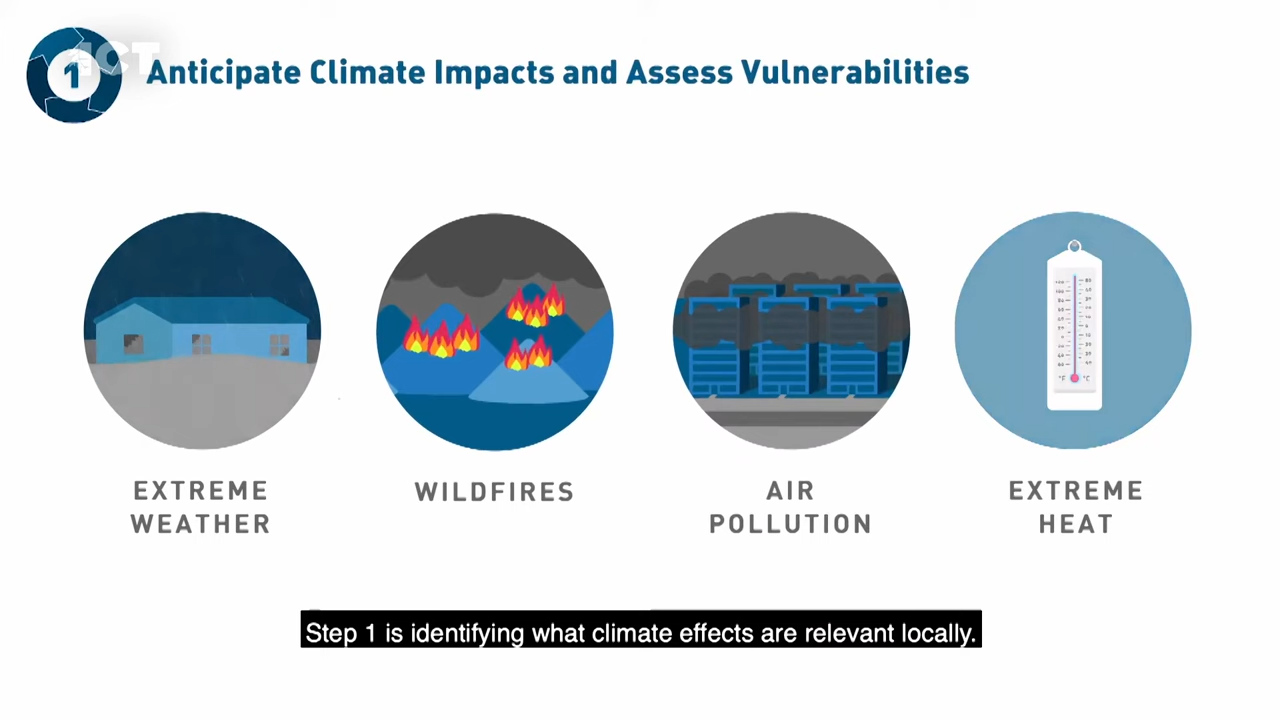 1
ICT
Anticipate Climate Impacts and Assess Vulnerabilities
°F °C
EXTREME
WEATHER
WILDFIRES
AIR
POLLUTION
EXTREME
HEAT
Step 1 is identifying what climate effects are relevant locally.